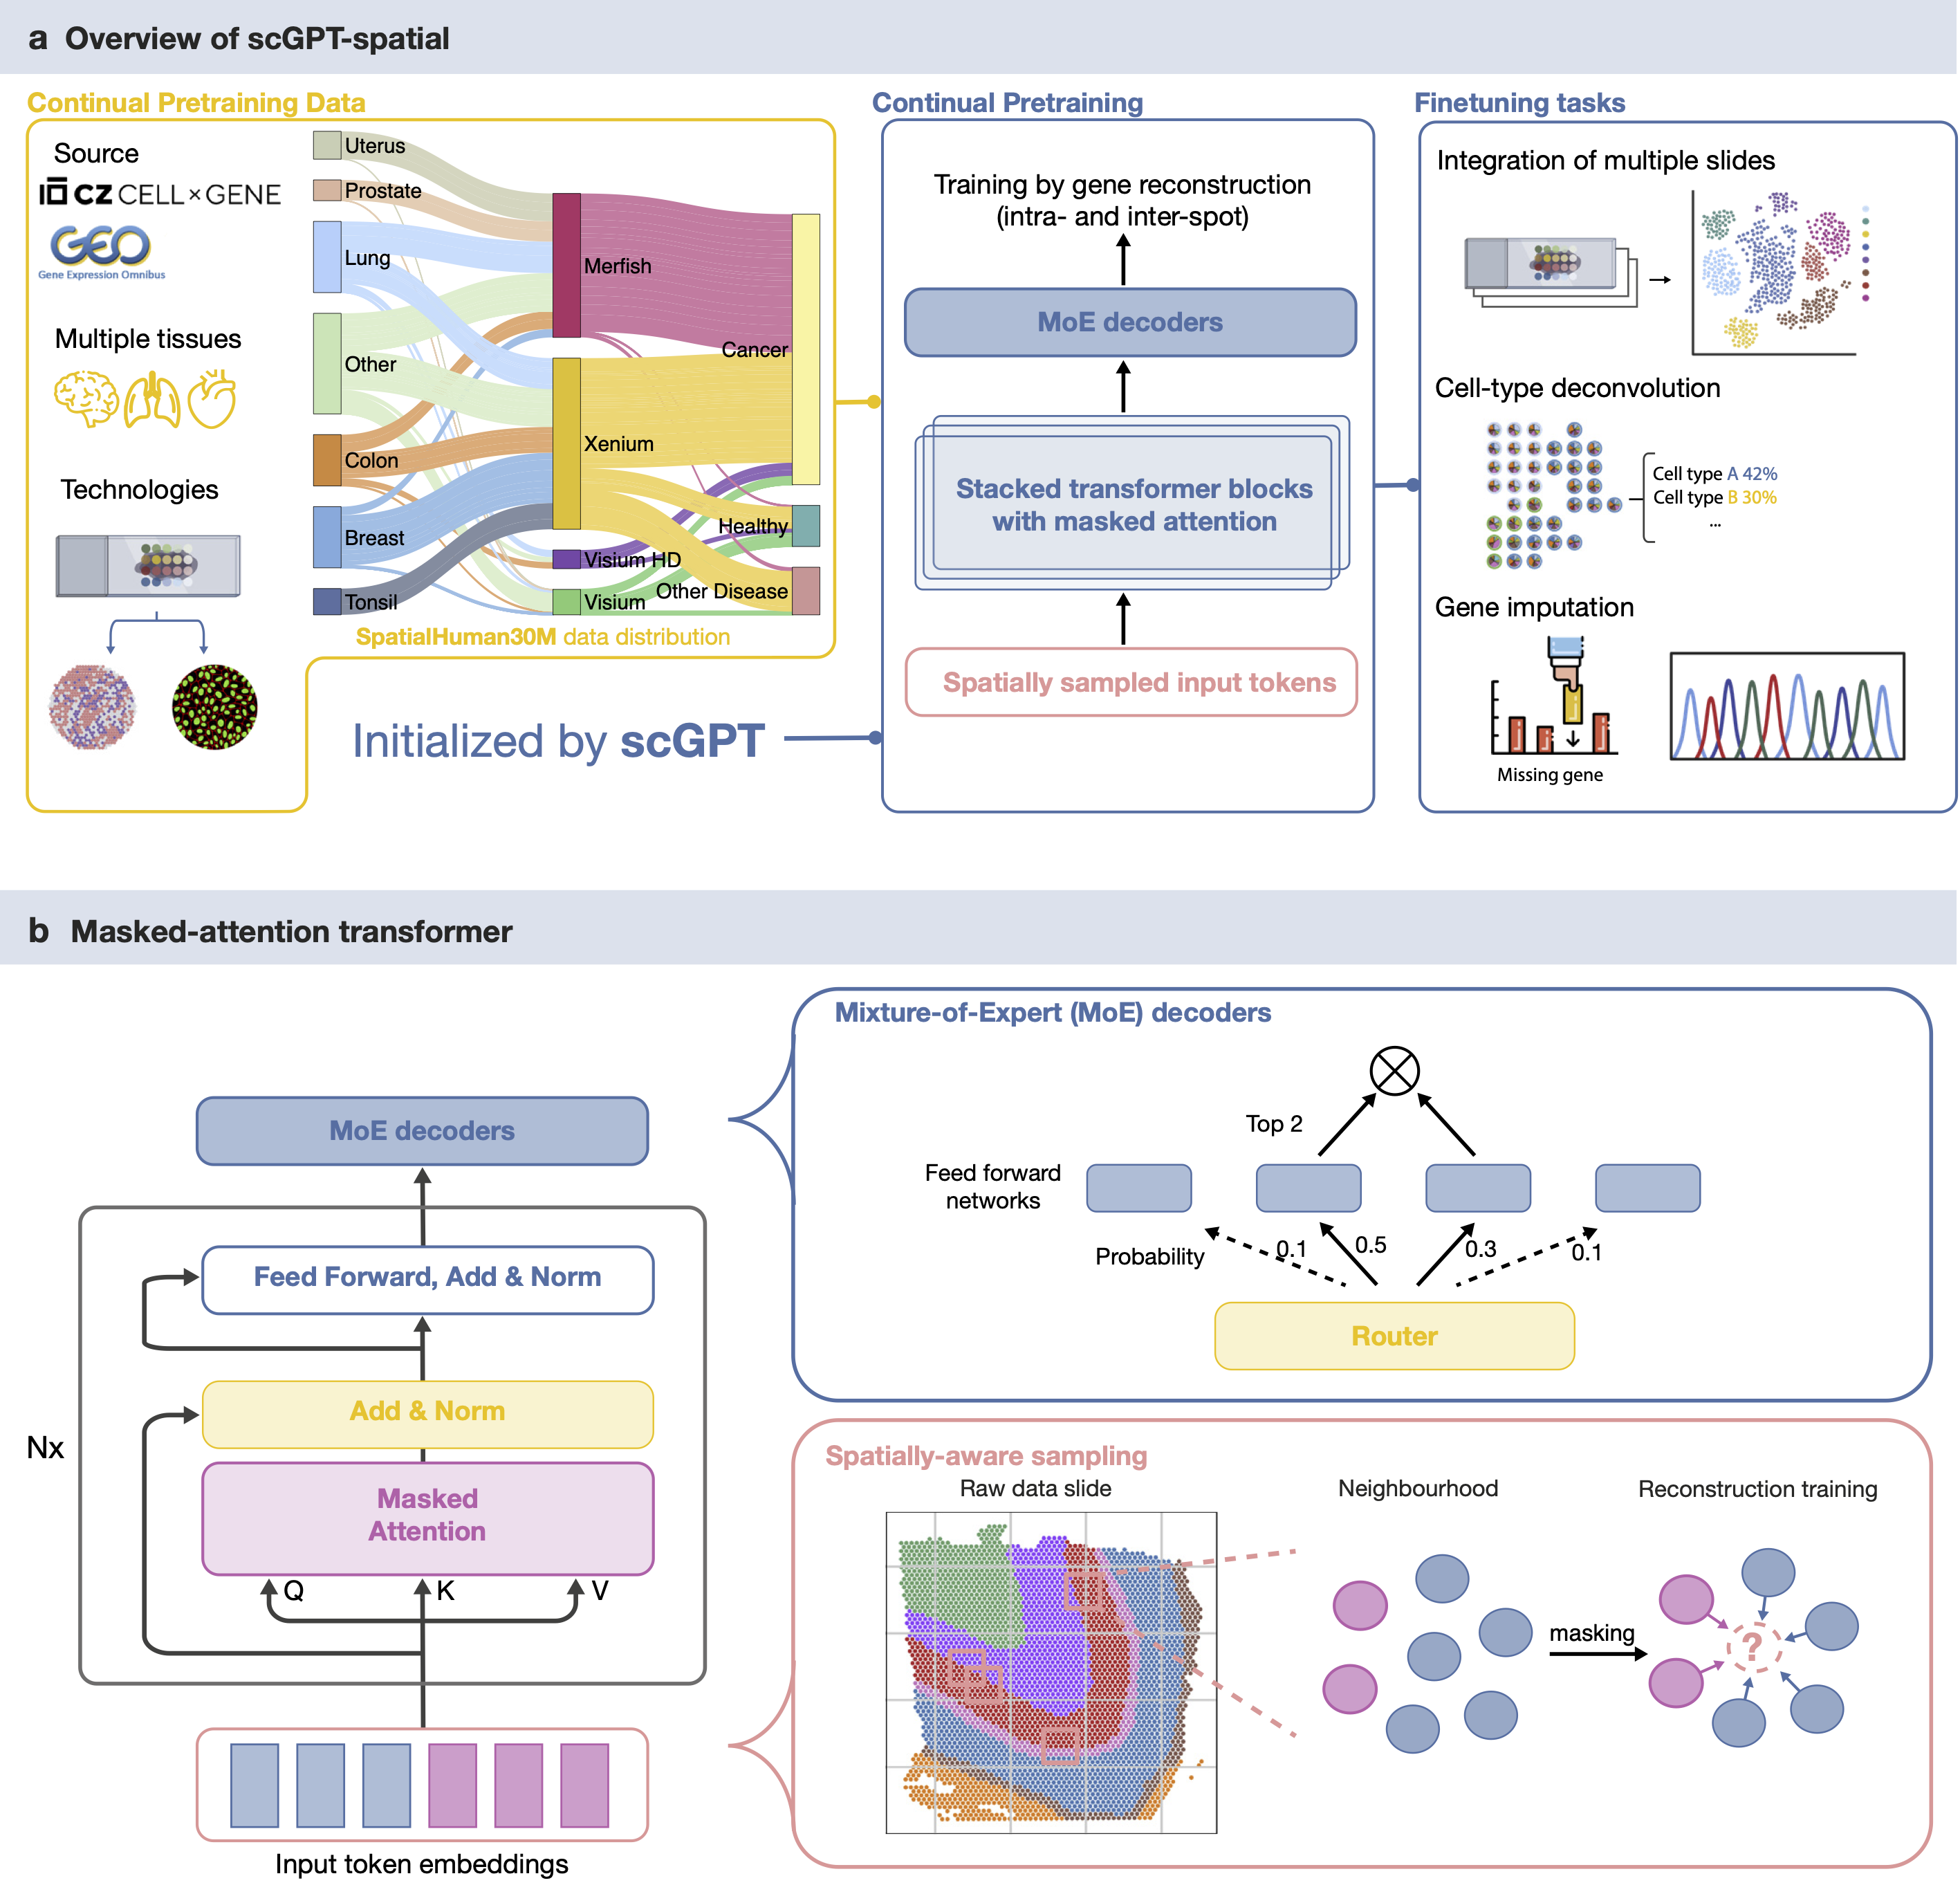 a Overview of scGPT-spatial
Continual Pretraining Data
Source
CZ CELL×GENE
GEO
Gene Expression Omnibus
Multiple tissues
Technologies
Uterus
Prostate
Lung
Other
Colon
Breast
Tonsil
Merfish
Xenium
Visium HD
Visium
Cancer
Healthy
Other Disease
SpatialHuman30M data distribution
Initialized by scGPT
Continual Pretraining
Training by gene reconstruction
(intra- and inter-spot)
MoE decoders
Stacked transformer blocks
with masked attention
Spatially sampled input tokens
Finetuning tasks
Integration of multiple slides
Cell-type deconvolution
Cell type A 42%
Cell type B 30%
...
Gene imputation
Missing gene
b Masked-attention transformer
MoE decoders
Feed Forward, Add & Norm
Add & Norm
Nx
Masked
Attention
Q
K
V
Input token embeddings
Mixture-of-Expert (MoE) decoders
Top 2
Feed forward
networks
Probability
0.1
0.5
0.3
0.1
Router
Spatially-aware sampling
Raw data slide
Neighbourhood
Reconstruction training
masking
?